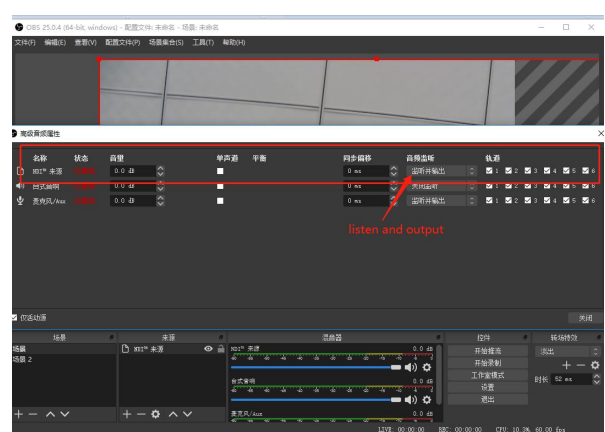 OBS 25.0.4 (64-bit, windows) - 配置文件: 未命名 - 场景: 未命名
文件(F) 编辑(E) 查看(V) 配置文件(P) 场景集合(S) 工具(T) 帮助(H)
高级音频属性
名称 状态 音量 单声道 平衡 同步偏移 音频监听 轨道
NDI™ 来源 0.0 dB 0 ms 监听并输出 1 2 3 4 5 6
台式音响 0.0 dB 0 ms 关闭监听 1 2 3 4 5 6
麦克风/Aux 0.0 dB 0 ms 监听并输出 1 2 3 4 5 6
listen and output
仅活动源 关闭
场景 来源 混音器 控件 转场特效
场景 NDI™ 来源 NDI™ 来源 0.0 dB 开始推流 淡出
场景 2 开始录制
台式音响 0.0 dB 工作室模式 时长 52 ms
设置
退出
麦克风/Aux 0.0 dB
LIVE: 00:00:00 REC: 00:00:00 CPU: 10.3%, 60.00 fps